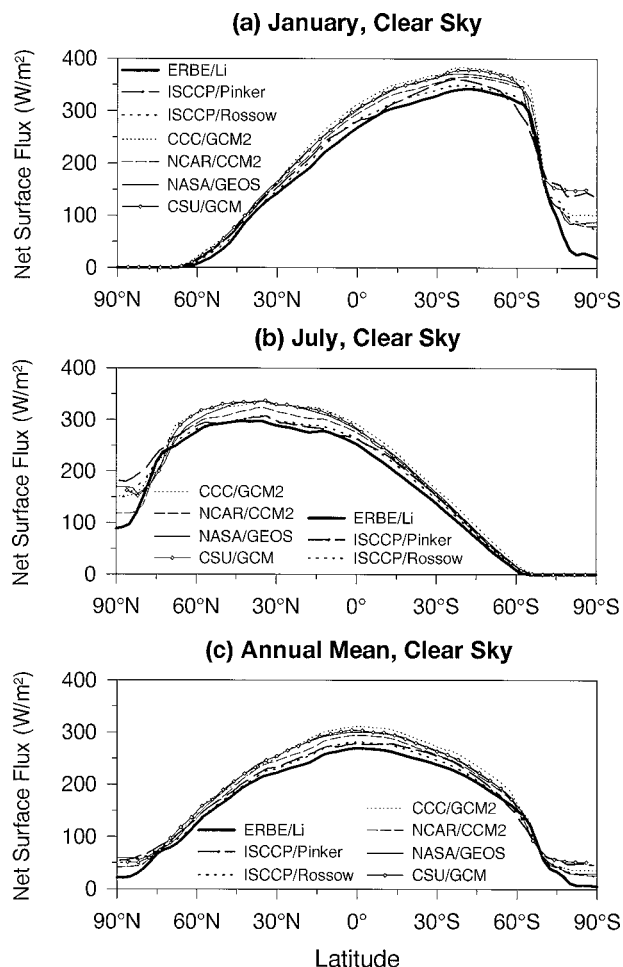 (a) January, Clear Sky
Net Surface Flux (W/m²)
400
300
200
100
0
ERBE/Li
ISCCP/Pinker
ISCCP/Rossow
CCC/GCM2
NCAR/CCM2
NASA/GEOS
CSU/GCM
90°N 60°N 30°N 0° 30°S 60°S 90°S
(b) July, Clear Sky
Net Surface Flux (W/m²)
400
300
200
100
0
CCC/GCM2
NCAR/CCM2
NASA/GEOS
CSU/GCM
ERBE/Li
ISCCP/Pinker
ISCCP/Rossow
90°N 60°N 30°N 0° 30°S 60°S 90°S
(c) Annual Mean, Clear Sky
Net Surface Flux (W/m²)
400
300
200
100
0
ERBE/Li
ISCCP/Pinker
ISCCP/Rossow
CCC/GCM2
NCAR/CCM2
NASA/GEOS
CSU/GCM
90°N 60°N 30°N 0° 30°S 60°S 90°S
Latitude